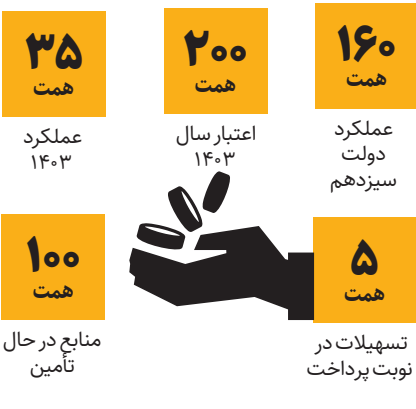 ۱۶۰
همت
عملکرد
دولت
سیزدهم
۲۰۰
همت
اعتبار سال
۱۴۰۳
۳۵
همت
عملکرد
۱۴۰۳
۵
همت
تسهیلات در
نوبت پرداخت
۱۰۰
همت
منابع در حال
تأمین